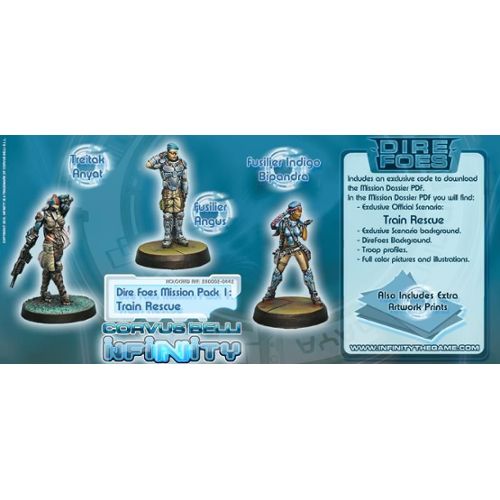 Treitak
Anyat
Fusilier
Angus
Fusilier Indigo
Bipandra
Dire Foes Mission Pack 1:
Train Rescue
CORVUS BELLI
INFINITY
DIRE
FOES
Includes an exclusive code to download
the Mission Dossier PDF.
In the Mission Dossier PDF you will find:
- Exclusive Official Scenario:
Train Rescue
- Exclusive Scenario background.
- DireFoes Background.
- Troop profiles.
- Full color pictures and illustrations.
Also Includes Extra
Artwork Prints
WWW.INFINITYTHEGAME.COM